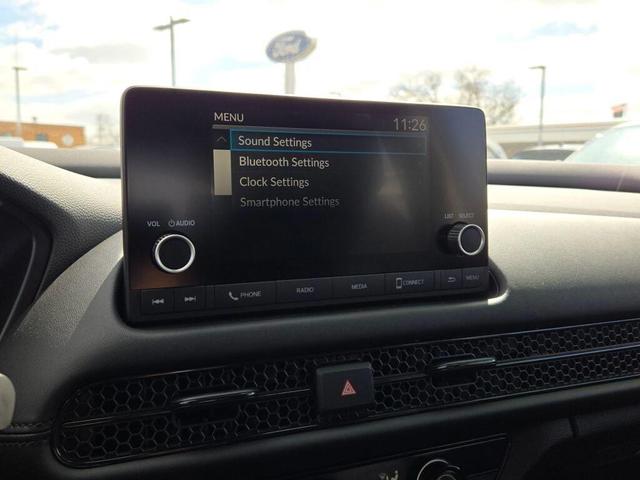 Ford
MENU
11:26
Sound Settings
Bluetooth Settings
Clock Settings
Smartphone Settings
VOL AUDIO
LIST SELECT
PHONE RADIO MEDIA CONNECT MENU